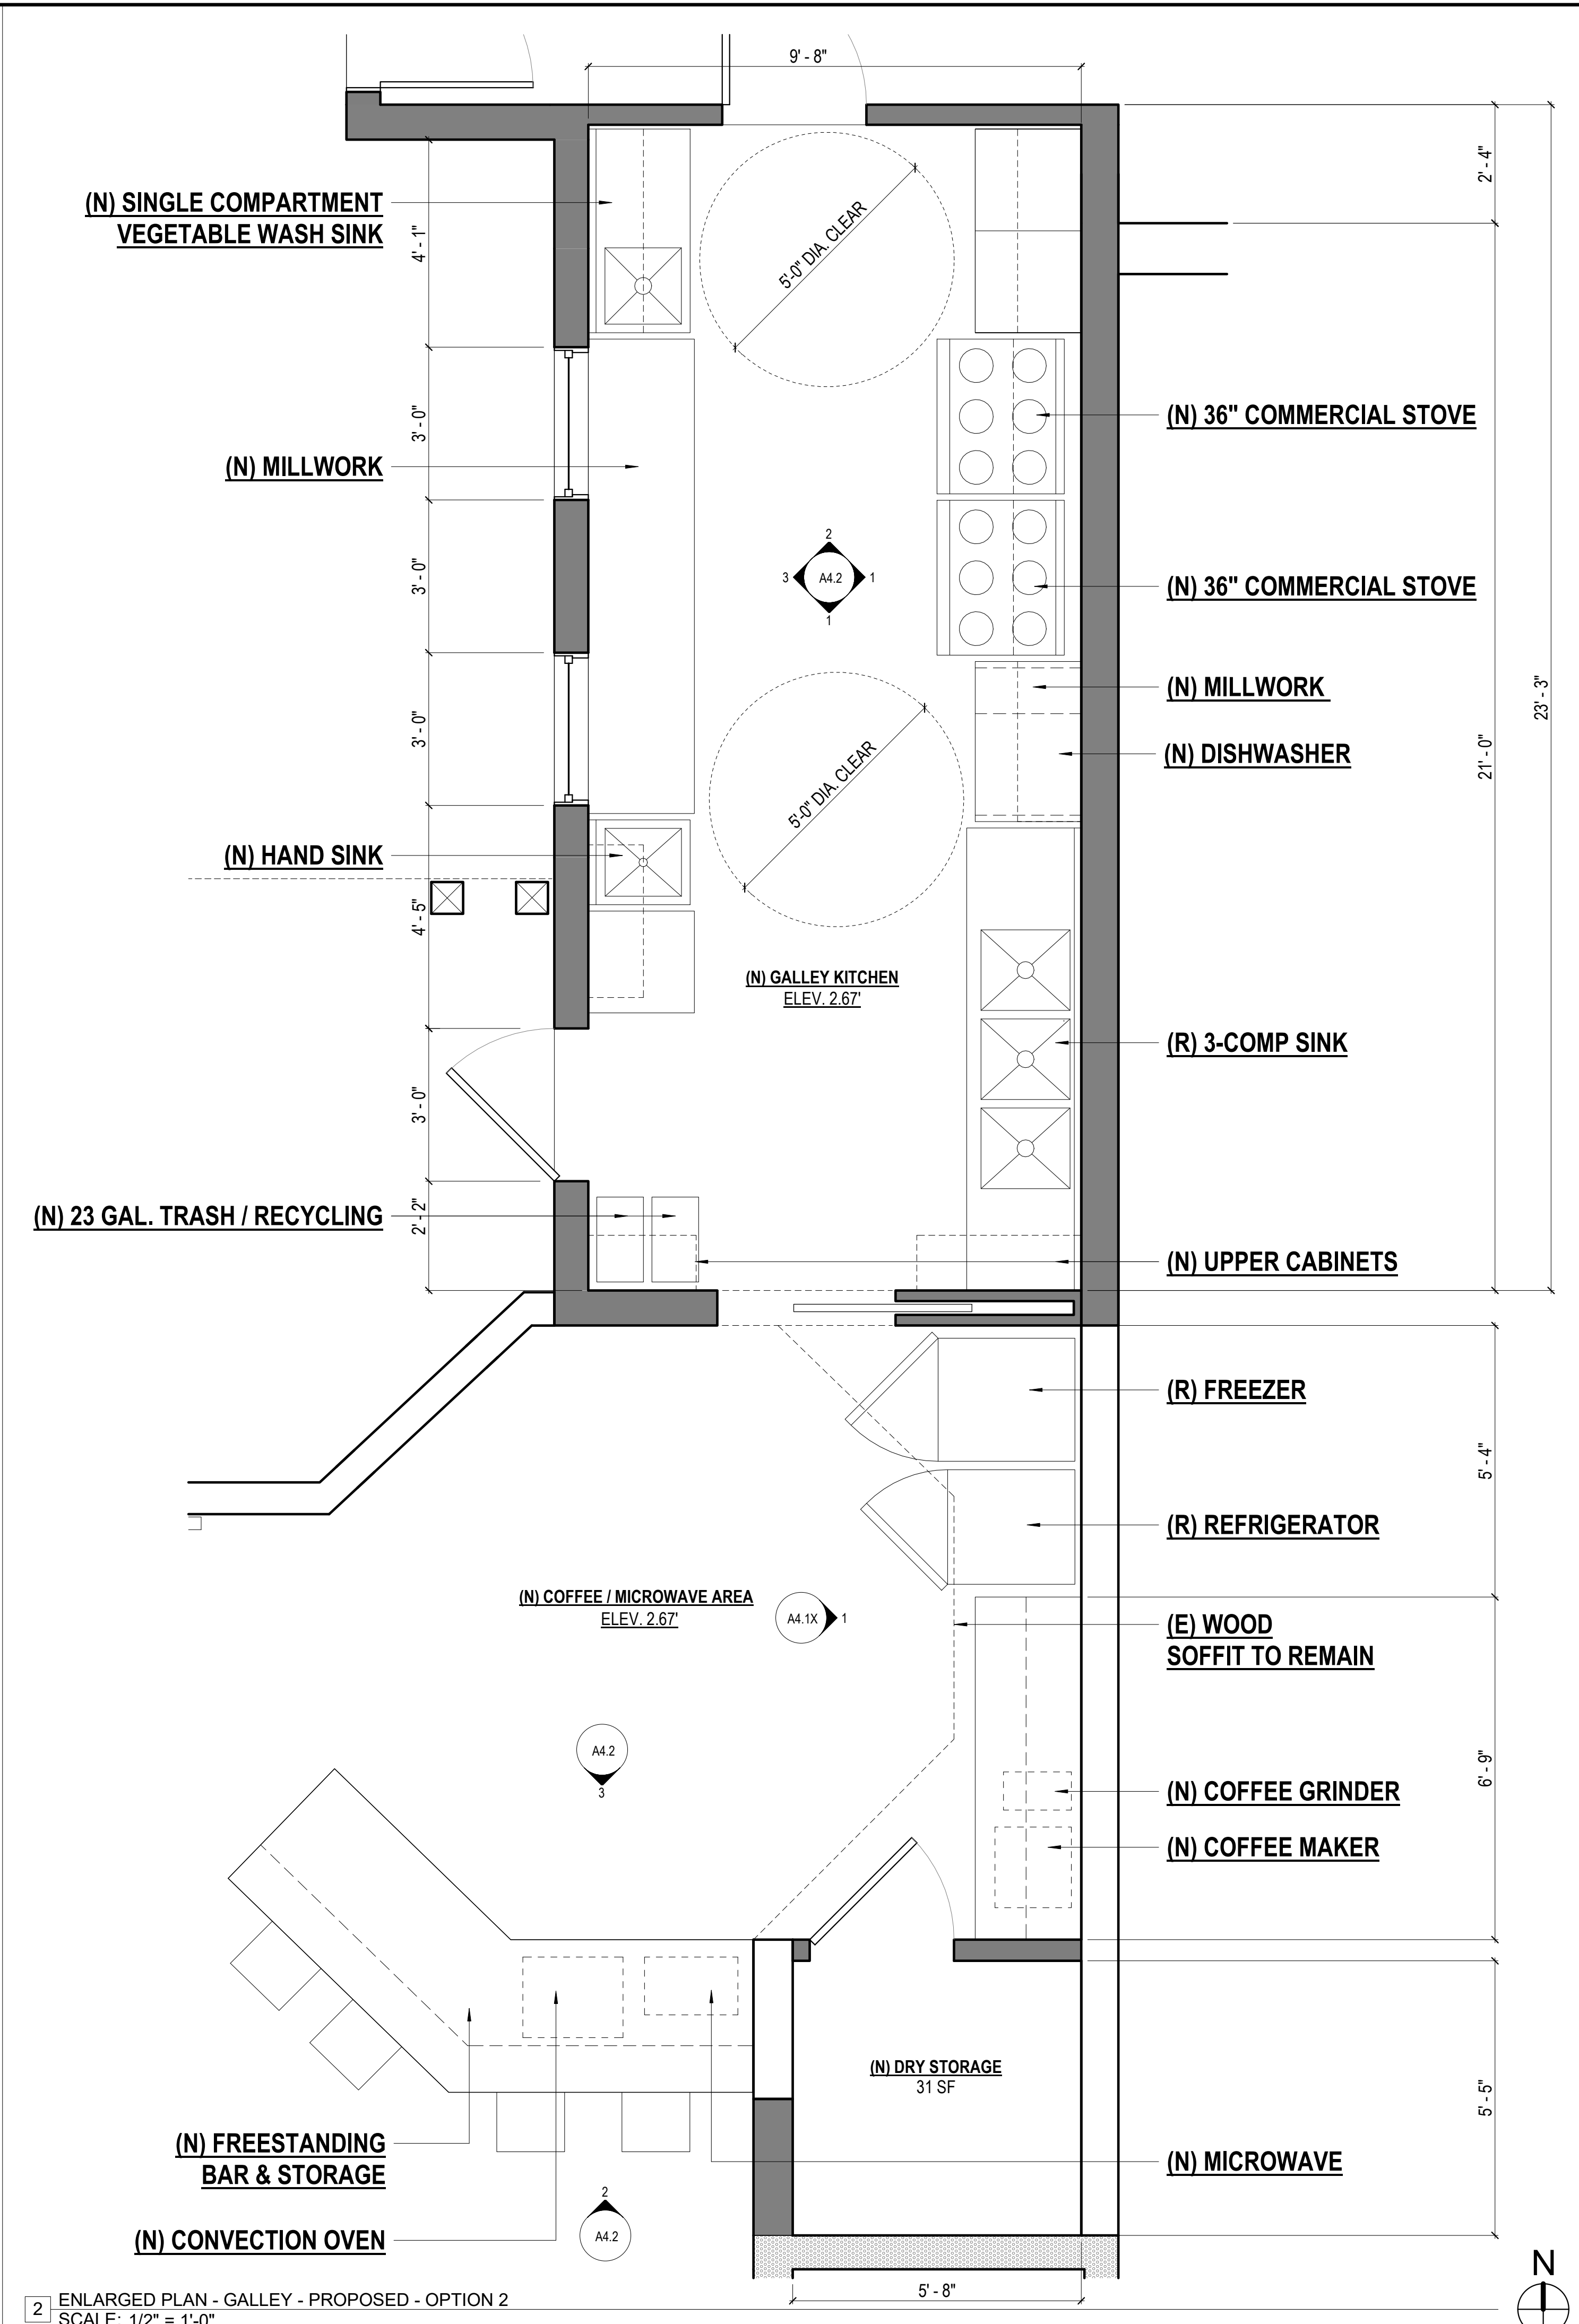 9' - 8"
2' - 4"
(N) SINGLE COMPARTMENT
VEGETABLE WASH SINK
4' - 1"
5'-0" DIA. CLEAR
3' - 0"
(N) 36" COMMERCIAL STOVE
(N) MILLWORK
2
3
A4.2
1
1
3' - 0"
(N) 36" COMMERCIAL STOVE
(N) MILLWORK
23' - 3"
3' - 0"
21' - 0"
(N) DISHWASHER
5'-0" DIA. CLEAR
(N) HAND SINK
4' - 5"
(N) GALLEY KITCHEN
ELEV. 2.67'
(R) 3-COMP SINK
3' - 0"
(N) 23 GAL. TRASH / RECYCLING
2' - 2"
(N) UPPER CABINETS
(R) FREEZER
5' - 4"
(R) REFRIGERATOR
(N) COFFEE / MICROWAVE AREA
ELEV. 2.67'
A4.1X
1
(E) WOOD
SOFFIT TO REMAIN
A4.2
3
6' - 9"
(N) COFFEE GRINDER
(N) COFFEE MAKER
(N) DRY STORAGE
31 SF
5' - 5"
(N) FREESTANDING
BAR & STORAGE
(N) MICROWAVE
2
A4.2
(N) CONVECTION OVEN
N
5' - 8"
2
ENLARGED PLAN - GALLEY - PROPOSED - OPTION 2
SCALE: 1/2" = 1'-0"